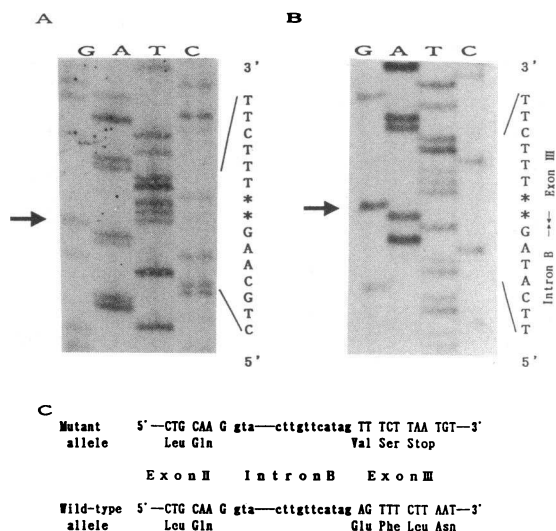 A
G A T C
3'
T
T
C
T
T
T
*
*
G
A
A
C
G
T
C
5'
B
G A T C
3'
T
T
C
T
T
T
*
*
G
A
T
A
C
T
T
5'
Intron B Exon III
C
Mutant 5'—CTG CAA G gta—cttgttcatag TT TCT TAA TGT—3'
allele Leu Gln Val Ser Stop
Exon II Intron B Exon III
Wild-type 5'—CTG CAA G gta—cttgttcatag AG TTT CTT AAT—3'
allele Leu Gln Glu Phe Leu Asn